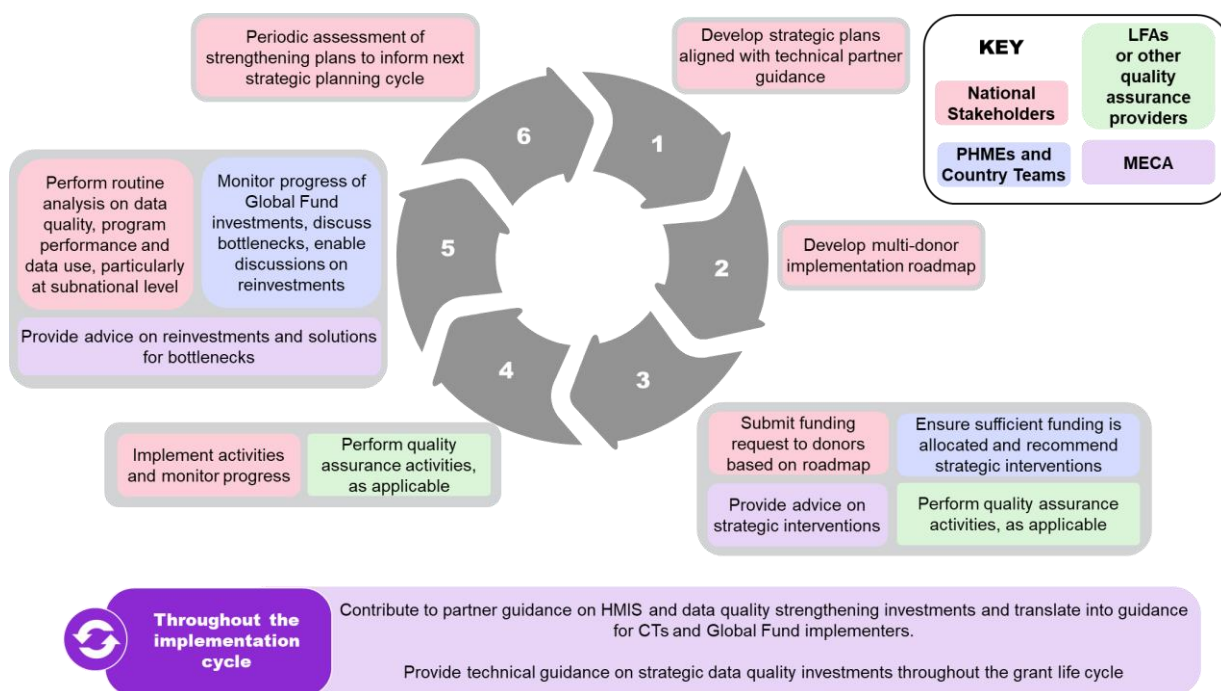 Periodic assessment of
strengthening plans to inform next
strategic planning cycle
Develop strategic plans
aligned with technical partner
guidance
KEY
National
Stakeholders
LFAs
or other
quality
assurance
providers
PHMEs and
Country Teams
MECA
6
1
5
2
4
3
Perform routine
analysis on data
quality, program
performance and
data use, particularly
at subnational level
Monitor progress of
Global Fund
investments, discuss
bottlenecks, enable
discussions on
reinvestments
Provide advice on reinvestments and solutions
for bottlenecks
Develop multi-donor
implementation roadmap
Implement activities
and monitor progress
Perform quality
assurance activities,
as applicable
Submit funding
request to donors
based on roadmap
Ensure sufficient funding is
allocated and recommend
strategic interventions
Provide advice on
strategic interventions
Perform quality assurance
activities, as applicable
Throughout the
implementation
cycle
Contribute to partner guidance on HMIS and data quality strengthening investments and translate into guidance
for CTs and Global Fund implementers.
Provide technical guidance on strategic data quality investments throughout the grant life cycle